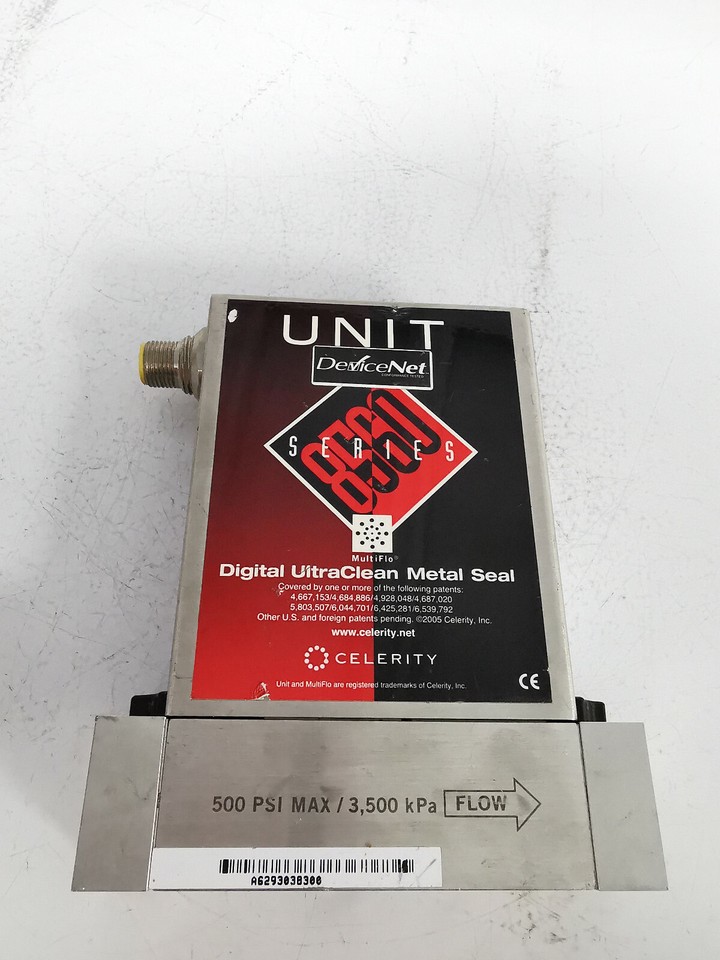 UNIT
DeviceNet
CONFORMANCE TESTED
8560
SERIES
MultiFlo®
Digital UltraClean Metal Seal
Covered by one or more of the following patents:
4,667,153/4,684,886/4,928,048/4,687,020
5,803,507/6,044,701/6,425,281/6,539,792
Other U.S. and foreign patents pending. ©2005 Celerity, Inc.
www.celerity.net
CELERITY
Unit and MultiFlo are registered trademarks of Celerity, Inc.
CE
500 PSI MAX / 3,500 kPa FLOW
A6293038300